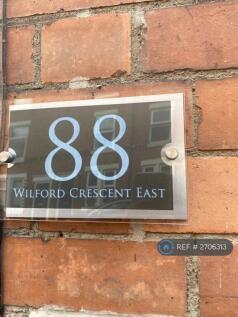 88
WILFORD CRESCENT EAST
REF # 2706313